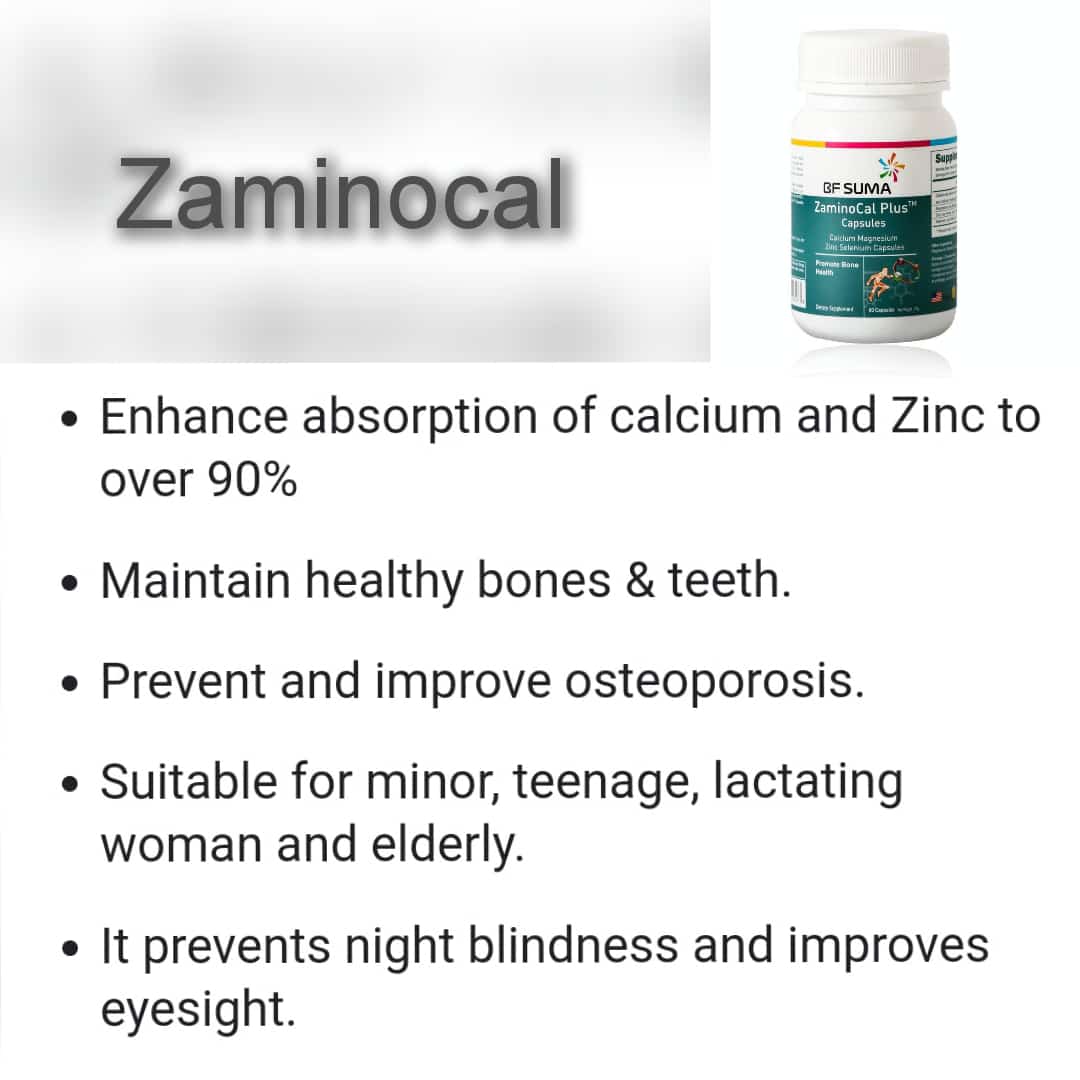 Zaminocal
BF SUMA
ZaminoCal Plus™
Capsules
Calcium Magnesium
Zinc Selenium Capsules
Promote Bone
Health
Dietary Supplement
60 Capsules
• Enhance absorption of calcium and Zinc to
over 90%
• Maintain healthy bones & teeth.
• Prevent and improve osteoporosis.
• Suitable for minor, teenage, lactating
woman and elderly.
• It prevents night blindness and improves
eyesight.